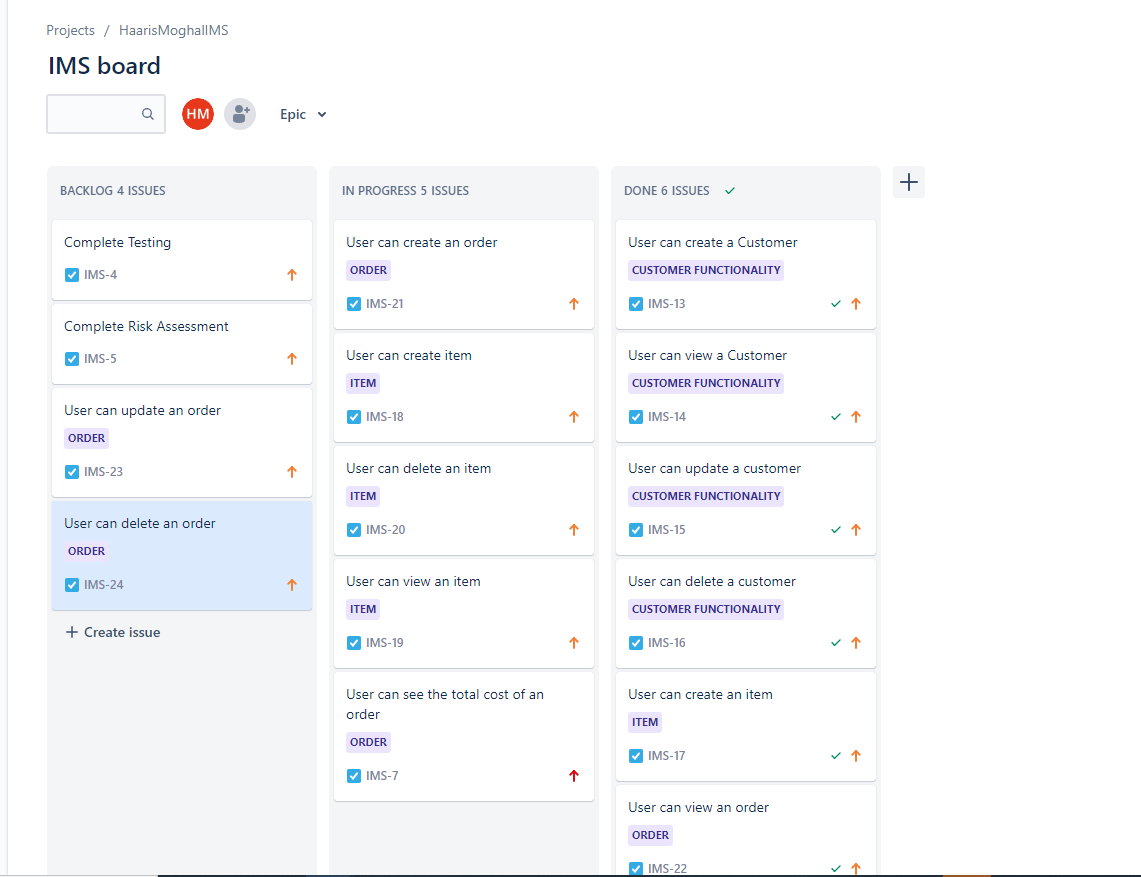 Projects / HaarisMoghalIMS
IMS board
HM
Epic
BACKLOG 4 ISSUES
Complete Testing
IMS-4
Complete Risk Assessment
IMS-5
User can update an order
ORDER
IMS-23
User can delete an order
ORDER
IMS-24
Create issue
IN PROGRESS 5 ISSUES
User can create an order
ORDER
IMS-21
User can create item
ITEM
IMS-18
User can delete an item
ITEM
IMS-20
User can view an item
ITEM
IMS-19
User can see the total cost of an
order
ORDER
IMS-7
DONE 6 ISSUES
User can create a Customer
CUSTOMER FUNCTIONALITY
IMS-13
User can view a Customer
CUSTOMER FUNCTIONALITY
IMS-14
User can update a customer
CUSTOMER FUNCTIONALITY
IMS-15
User can delete a customer
CUSTOMER FUNCTIONALITY
IMS-16
User can create an item
ITEM
IMS-17
User can view an order
ORDER
IMS-22